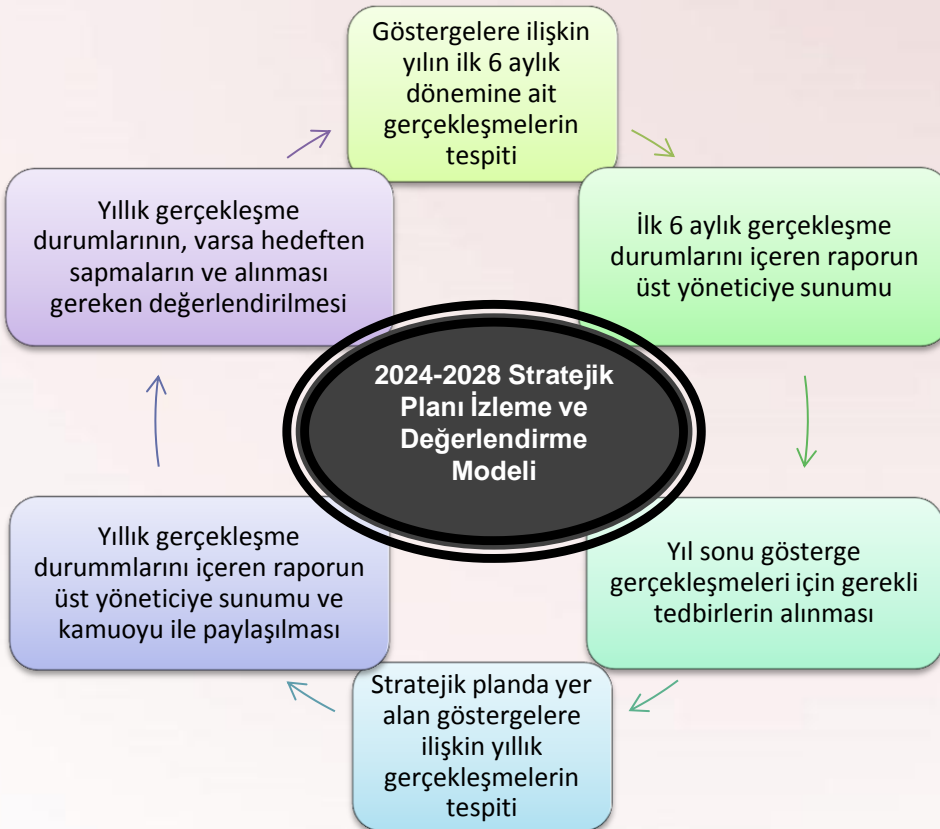 Göstergelere ilişkin
yılın ilk 6 aylık
dönemine ait
gerçekleşmelerin
tespiti
İlk 6 aylık gerçekleşme
durumlarını içeren raporun
üst yöneticiye sunumu
Yıl sonu gösterge
gerçekleşmeleri için gerekli
tedbirlerin alınması
Stratejik planda yer
alan göstergelere
ilişkin yıllık
gerçekleşmelerin
tespiti
Yıllık gerçekleşme
durummlarını içeren raporun
üst yöneticiye sunumu ve
kamuoyu ile paylaşılması
Yıllık gerçekleşme
durumlarının, varsa hedeften
sapmaların ve alınması
gereken değerlendirilmesi
2024-2028 Stratejik
Planı İzleme ve
Değerlendirme
Modeli